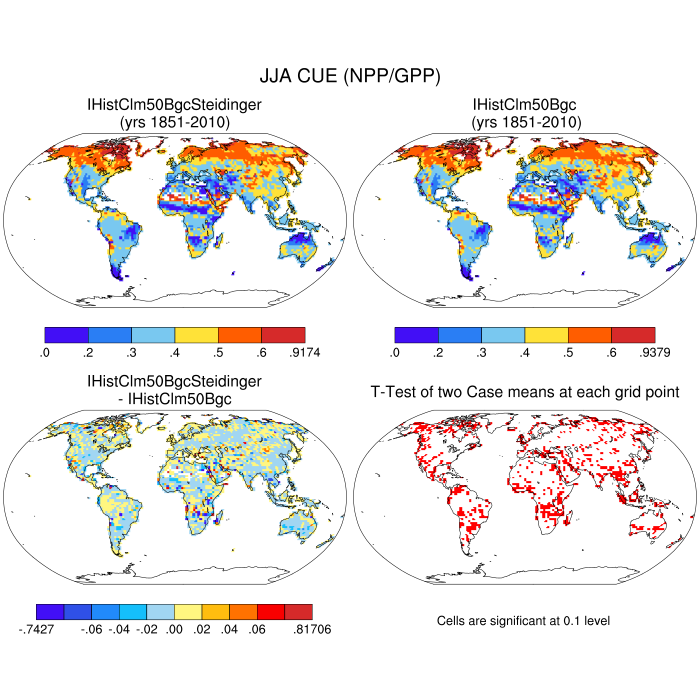 JJA CUE (NPP/GPP)
IHistClm50BgcSteidinger
(yrs 1851-2010)
IHistClm50Bgc
(yrs 1851-2010)
.0 .2 .3 .4 .5 .6 .9174
.0 .2 .3 .4 .5 .6 .9379
IHistClm50BgcSteidinger
- IHistClm50Bgc
T-Test of two Case means at each grid point
-.7427 -.06 -.04 -.02 .00 .02 .04 .06 .81706
Cells are significant at 0.1 level